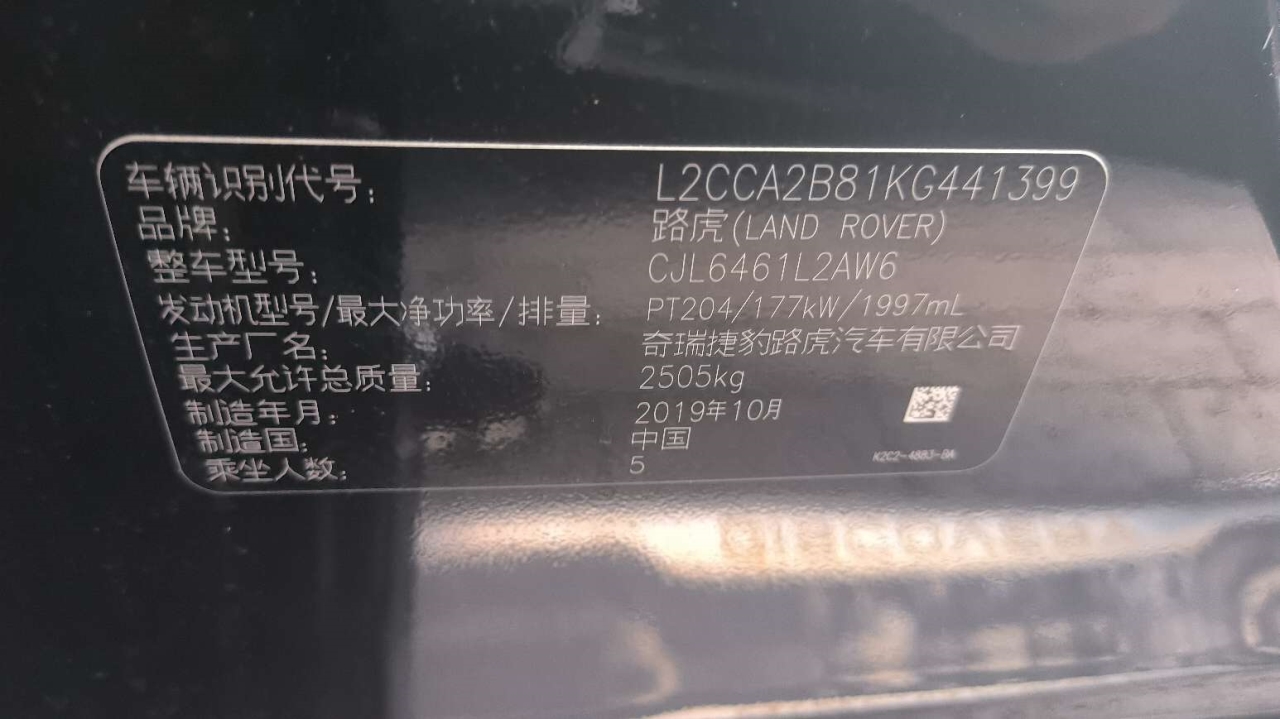 车辆识别代号: L2CCA2B81KG441399
品牌: 路虎(LAND ROVER)
整车型号: CJL6461L2AW6
发动机型号/最大净功率/排量: PT204/177kW/1997mL
生产厂名: 奇瑞捷豹路虎汽车有限公司
最大允许总质量: 2505kg
制造年月: 2019年10月
制造国: 中国
乘坐人数: 5